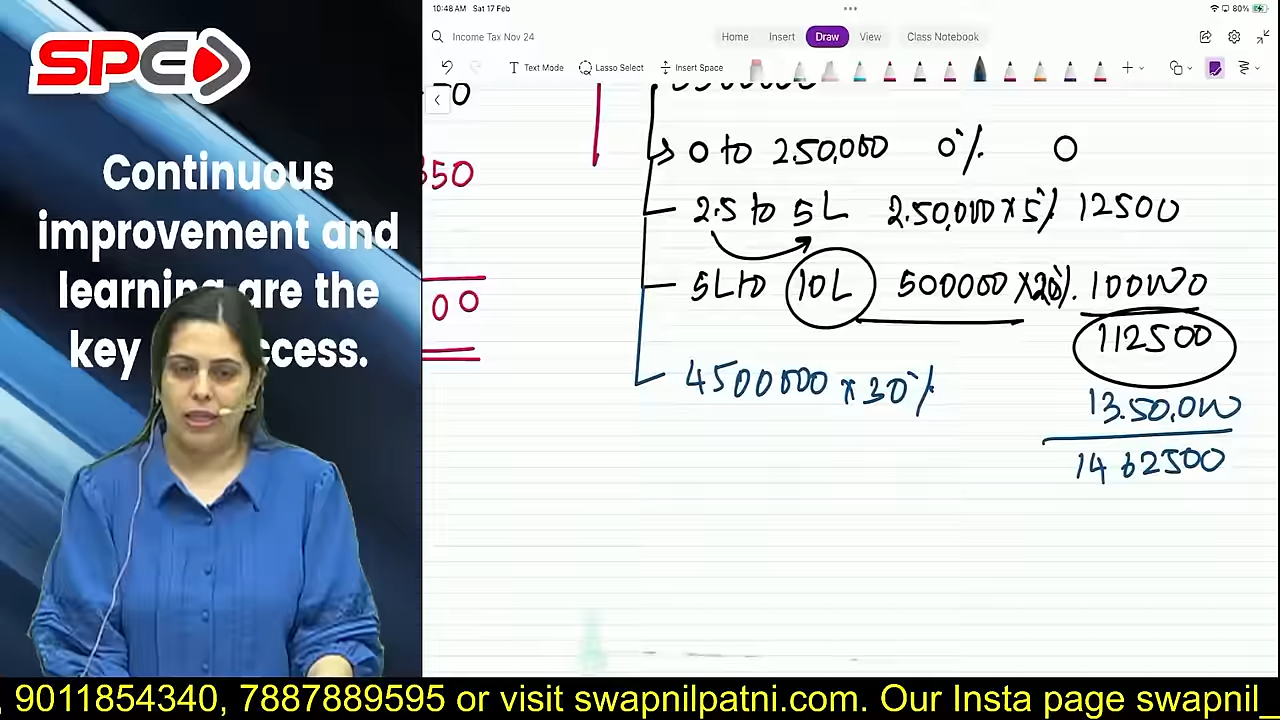 10:48 AM Sat 17 Feb
80%
Income Tax Nov 24
Home Insert Draw View Class Notebook
Text Mode Lasso Select Insert Space
SPE
Continuous
improvement and
learning are the
key
ccess.
50
00
0 to 250,000 0% 0
2.5 to 5L 2.50,000 x 5% 12500
5L to 10L 500000 x 20% 100000
112500
4500000 x 30% 13.50,000
1462500
9011854340, 7887889595 or visit swapnilpatni.com. Our Insta page swapnil_